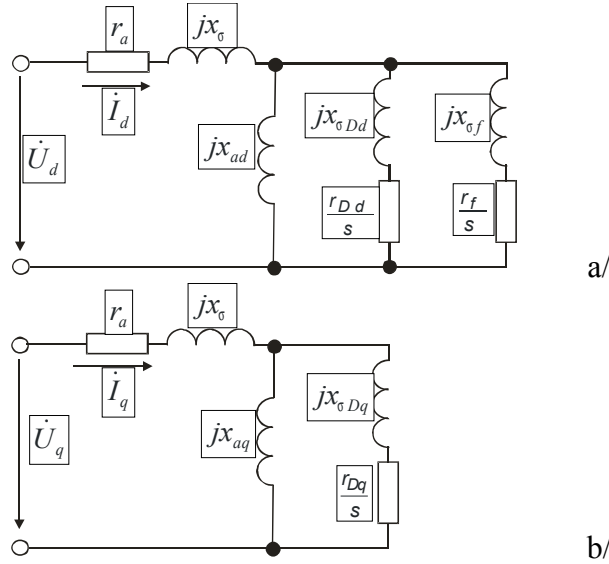 r_a
jx_σ
İ_d
U̇_d
jx_ad
jx_σDd
jx_σf
r_Dd/s
r_f/s
a/
r_a
jx_σ
İ_q
U̇_q
jx_aq
jx_σDq
r_Dq/s
b/